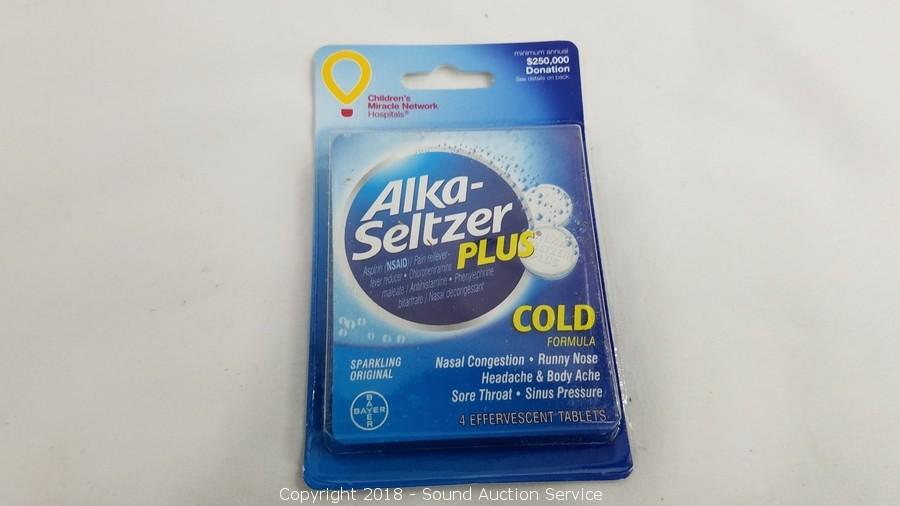 minimum annual
$250,000
Donation
See details on back.
Children's
Miracle Network
Hospitals®
Alka-
Seltzer
PLUS®
Aspirin (NSAID) / Pain reliever-
fever reducer • Chlorpheniramine
maleate / Antihistamine • Phenylephrine
bitartrate / Nasal decongestant
COLD
FORMULA
SPARKLING
ORIGINAL
Nasal Congestion • Runny Nose
Headache & Body Ache
Sore Throat • Sinus Pressure
BAYER
BAYER
4 EFFERVESCENT TABLETS
Copyright 2018 - Sound Auction Service